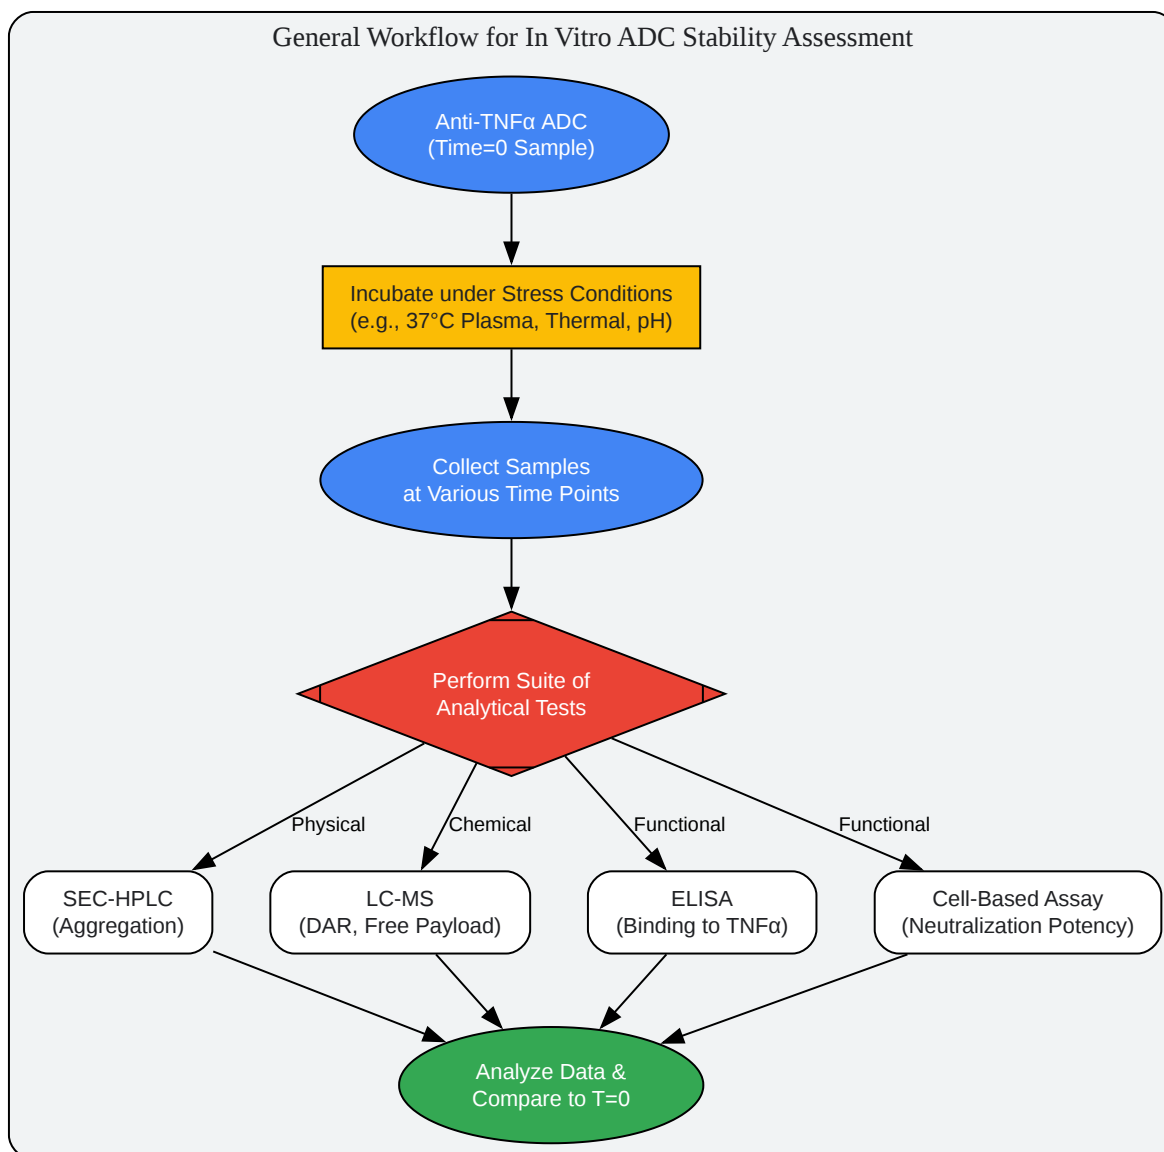 General Workflow for In Vitro ADC Stability Assessment
Anti-TNFα ADC
(Time=0 Sample)
Incubate under Stress Conditions
(e.g., 37°C Plasma, Thermal, pH)
Collect Samples
at Various Time Points
Perform Suite of
Analytical Tests
Physical
Chemical
Functional
Functional
SEC-HPLC
(Aggregation)
LC-MS
(DAR, Free Payload)
ELISA
(Binding to TNFα)
Cell-Based Assay
(Neutralization Potency)
Analyze Data &
Compare to T=0